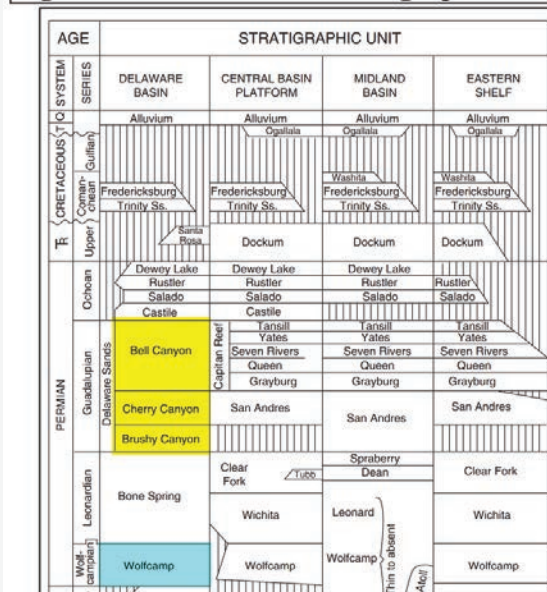 AGE
STRATIGRAPHIC UNIT
SYSTEM
SERIES
DELAWARE
BASIN
CENTRAL BASIN
PLATFORM
MIDLAND
BASIN
EASTERN
SHELF
Q
Alluvium
Alluvium
Alluvium
Alluvium
T
Ogallala
Ogallala
Ogallala
CRETACEOUS
Gulfian
Coman-
chean
Washita
Washita
Fredericksburg
Fredericksburg
Fredericksburg
Fredericksburg
Trinity Ss.
Trinity Ss.
Trinity Ss.
Trinity Ss.
TR
Upper
Santa
Rosa
Dockum
Dockum
Dockum
PERMIAN
Ochoan
Dewey Lake
Dewey Lake
Dewey Lake
Rustler
Rustler
Rustler
Rustler
Salado
Salado
Salado
Salado
Castile
Castile
Guadalupian
Delaware Sands
Bell Canyon
Capitan Reef
Tansill
Tansill
Tansill
Yates
Yates
Yates
Seven Rivers
Seven Rivers
Seven Rivers
Queen
Queen
Queen
Grayburg
Grayburg
Grayburg
Cherry Canyon
San Andres
San Andres
San Andres
Brushy Canyon
Leonardian
Bone Spring
Clear
Fork
Tubb
Spraberry
Dean
Clear Fork
Wichita
Leonard
Wichita
Wolf-
campian
Wolfcamp
Wolfcamp
Wolfcamp
Thin to absent
Atoll
Wolfcamp